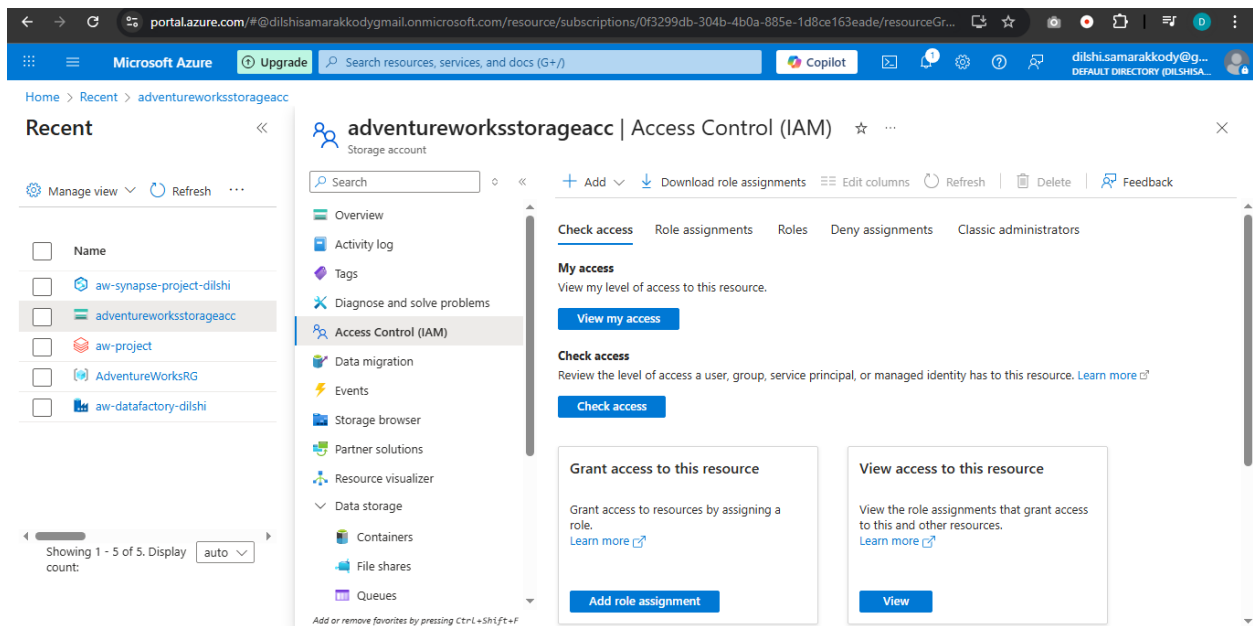 portal.azure.com/#@dilshisamarakkodygmail.onmicrosoft.com/resource/subscriptions/0f3299db-304b-4b0a-885e-1d8ce163eade/resourceGr...
D
Microsoft Azure
Upgrade
Search resources, services, and docs (G+/)
Copilot
1
dilshi.samarakkody@g...
DEFAULT DIRECTORY (DILSHISA...
Home > Recent > adventureworksstorageacc
Recent
Manage view
Refresh
Name
aw-synapse-project-dilshi
adventureworksstorageacc
aw-project
AdventureWorksRG
aw-datafactory-dilshi
Showing 1 - 5 of 5. Display
count:
auto
adventureworksstorageacc | Access Control (IAM)
Storage account
Search
Overview
Activity log
Tags
Diagnose and solve problems
Access Control (IAM)
Data migration
Events
Storage browser
Partner solutions
Resource visualizer
Data storage
Containers
File shares
Queues
Add or remove favorites by pressing Ctrl+Shift+F
Add
Download role assignments
Edit columns
Refresh
Delete
Feedback
Check access
Role assignments
Roles
Deny assignments
Classic administrators
My access
View my level of access to this resource.
View my access
Check access
Review the level of access a user, group, service principal, or managed identity has to this resource. Learn more
Check access
Grant access to this resource
Grant access to resources by assigning a
role.
Learn more
Add role assignment
View access to this resource
View the role assignments that grant access
to this and other resources.
Learn more
View